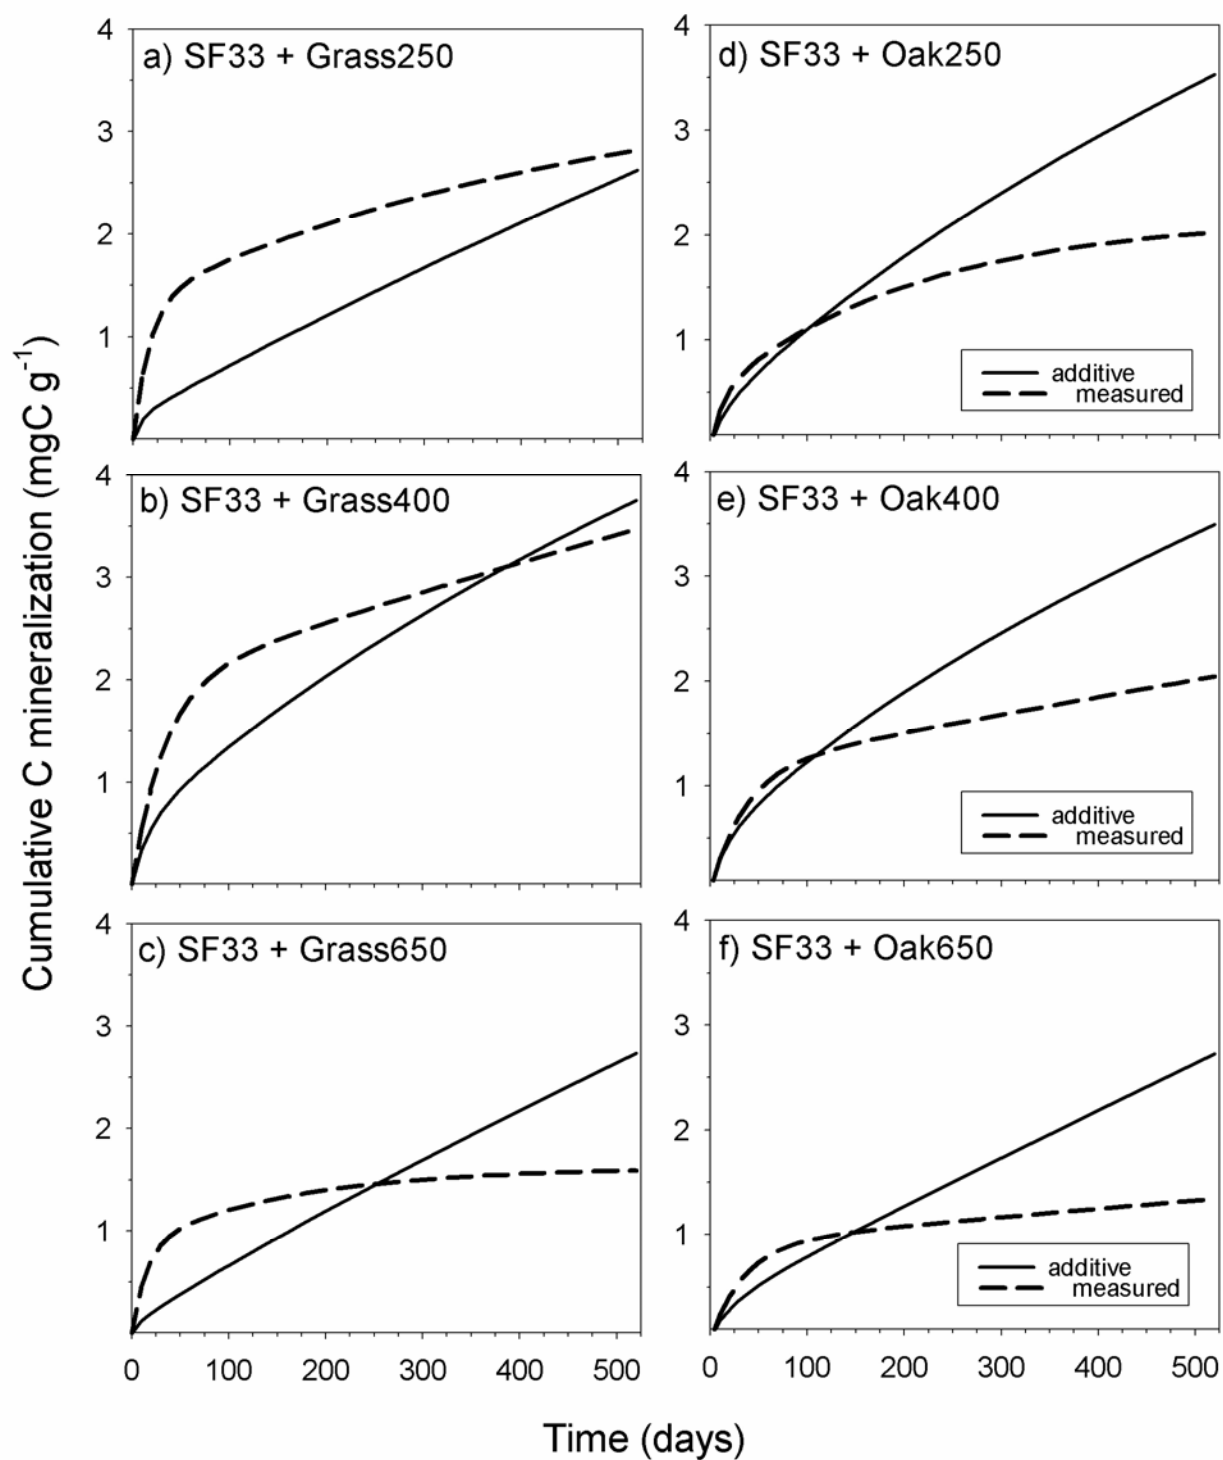 Cumulative C mineralization (mgC g-1)
a) SF33 + Grass250
4
3
2
1
d) SF33 + Oak250
4
3
2
1
additive
measured
b) SF33 + Grass400
4
3
2
1
e) SF33 + Oak400
4
3
2
1
additive
measured
c) SF33 + Grass650
4
3
2
1
0 100 200 300 400 500
f) SF33 + Oak650
4
3
2
1
additive
measured
0 100 200 300 400 500
Time (days)